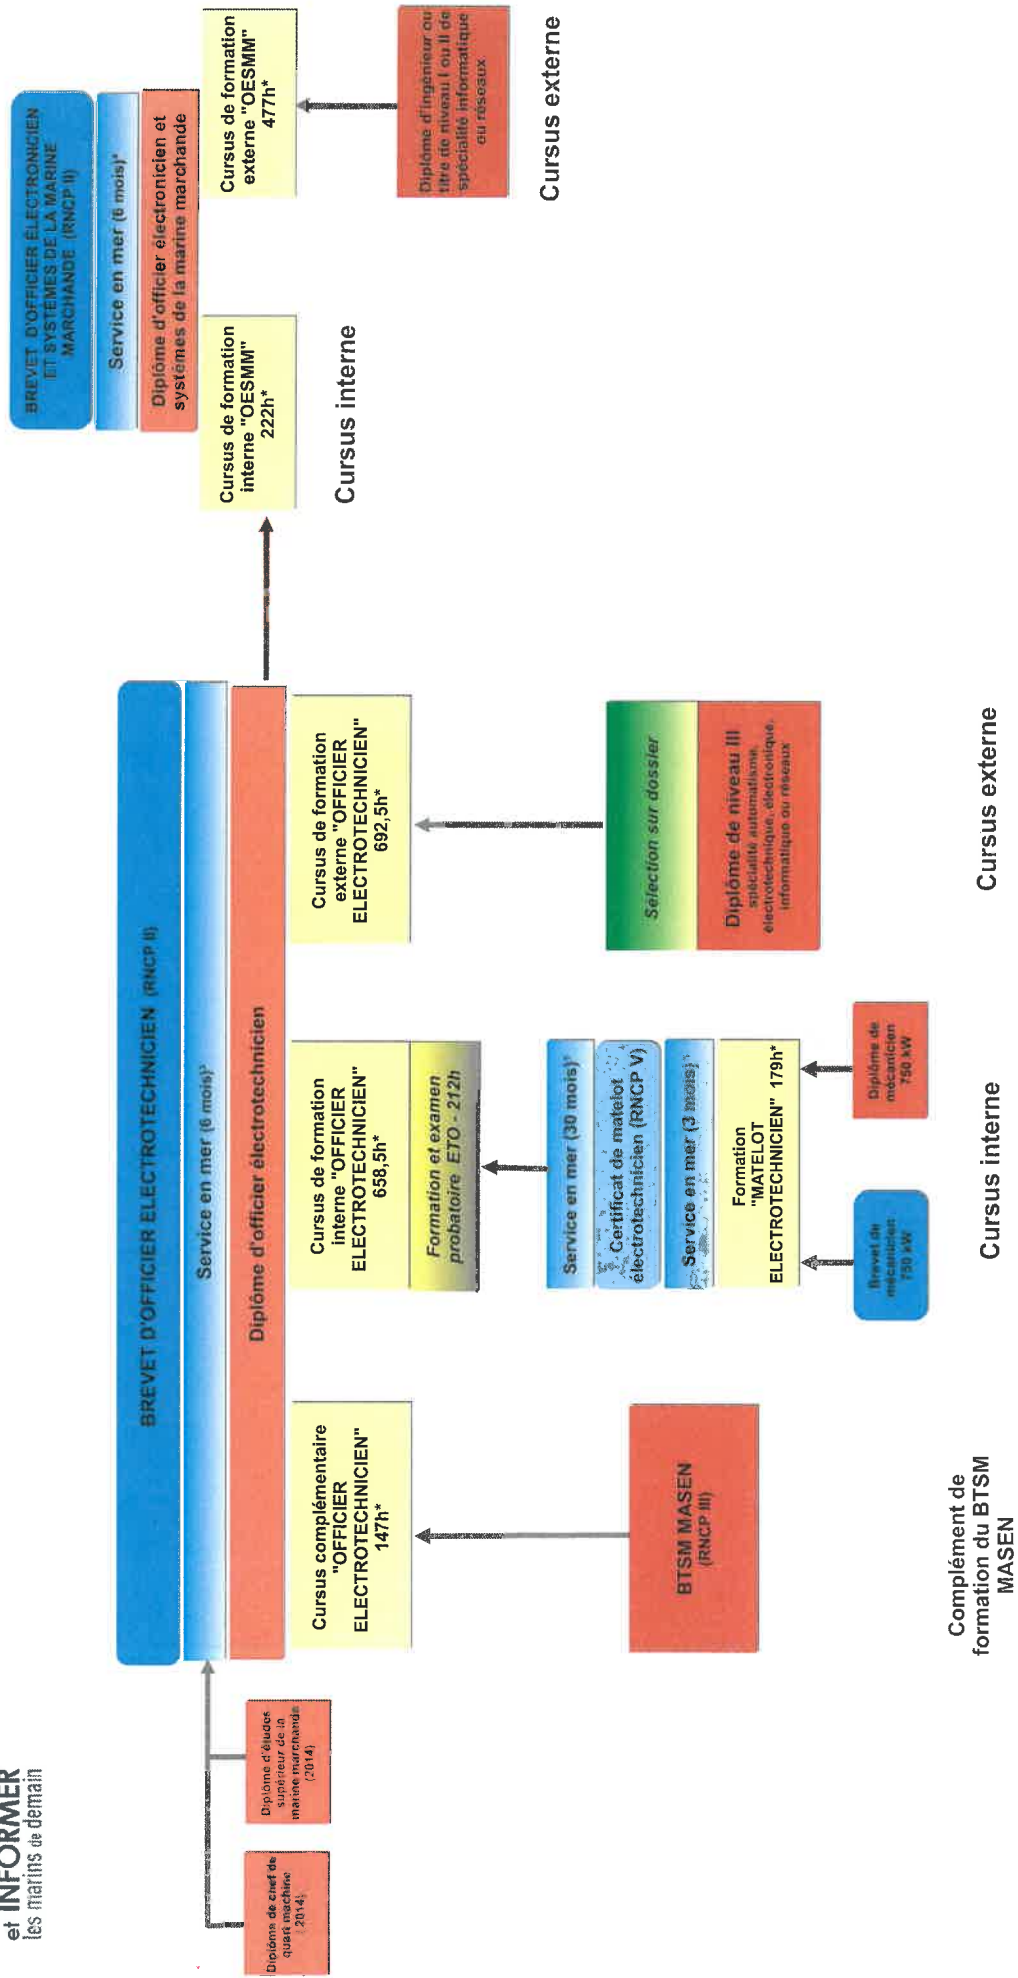 et INFORMER
les marins de demain
BREVET D'OFFICIER ÉLECTRONICIEN
ET SYSTÈMES DE LA MARINE
MARCHANDE (RNCP II)
Service en mer (6 mois)*
Diplôme d'officier électronicien et
systèmes de la marine marchande
Cursus de formation
interne "OESMM"
222h*
Cursus de formation
externe "OESMM"
477h*
Diplôme d'ingénieur ou
titre de niveau I ou II de
spécialité informatique
ou réseaux
Cursus interne
Cursus externe
BREVET D'OFFICIER ELECTROTECHNICIEN (RNCP II)
Service en mer (6 mois)*
Diplôme d'officier électrotechnicien
Diplôme de chef de
quart machine
(2014)
Diplôme d'études
supérieur de la
marine marchande
(2014)
Cursus complémentaire
"OFFICIER
ELECTROTECHNICIEN"
147h*
BTSM MASEN
(RNCP III)
Complément de
formation du BTSM
MASEN
Cursus de formation
interne "OFFICIER
ELECTROTECHNICIEN"
658,5h*
Formation et examen
probatoire ETO - 212h
Service en mer (30 mois)*
Certificat de matelot
électrotechnicien (RNCP V)
Service en mer (3 mois)*
Formation
"MATELOT
ELECTROTECHNICIEN" 179h*
Brevet de
mécanicien
750 kW
Diplôme de
mécanicien
750 kW
Cursus interne
Cursus de formation
externe "OFFICIER
ELECTROTECHNICIEN"
692,5h*
Sélection sur dossier
Diplôme de niveau III
spécialité automatisme,
électrotechnique, électronique,
informatique ou réseaux
Cursus externe